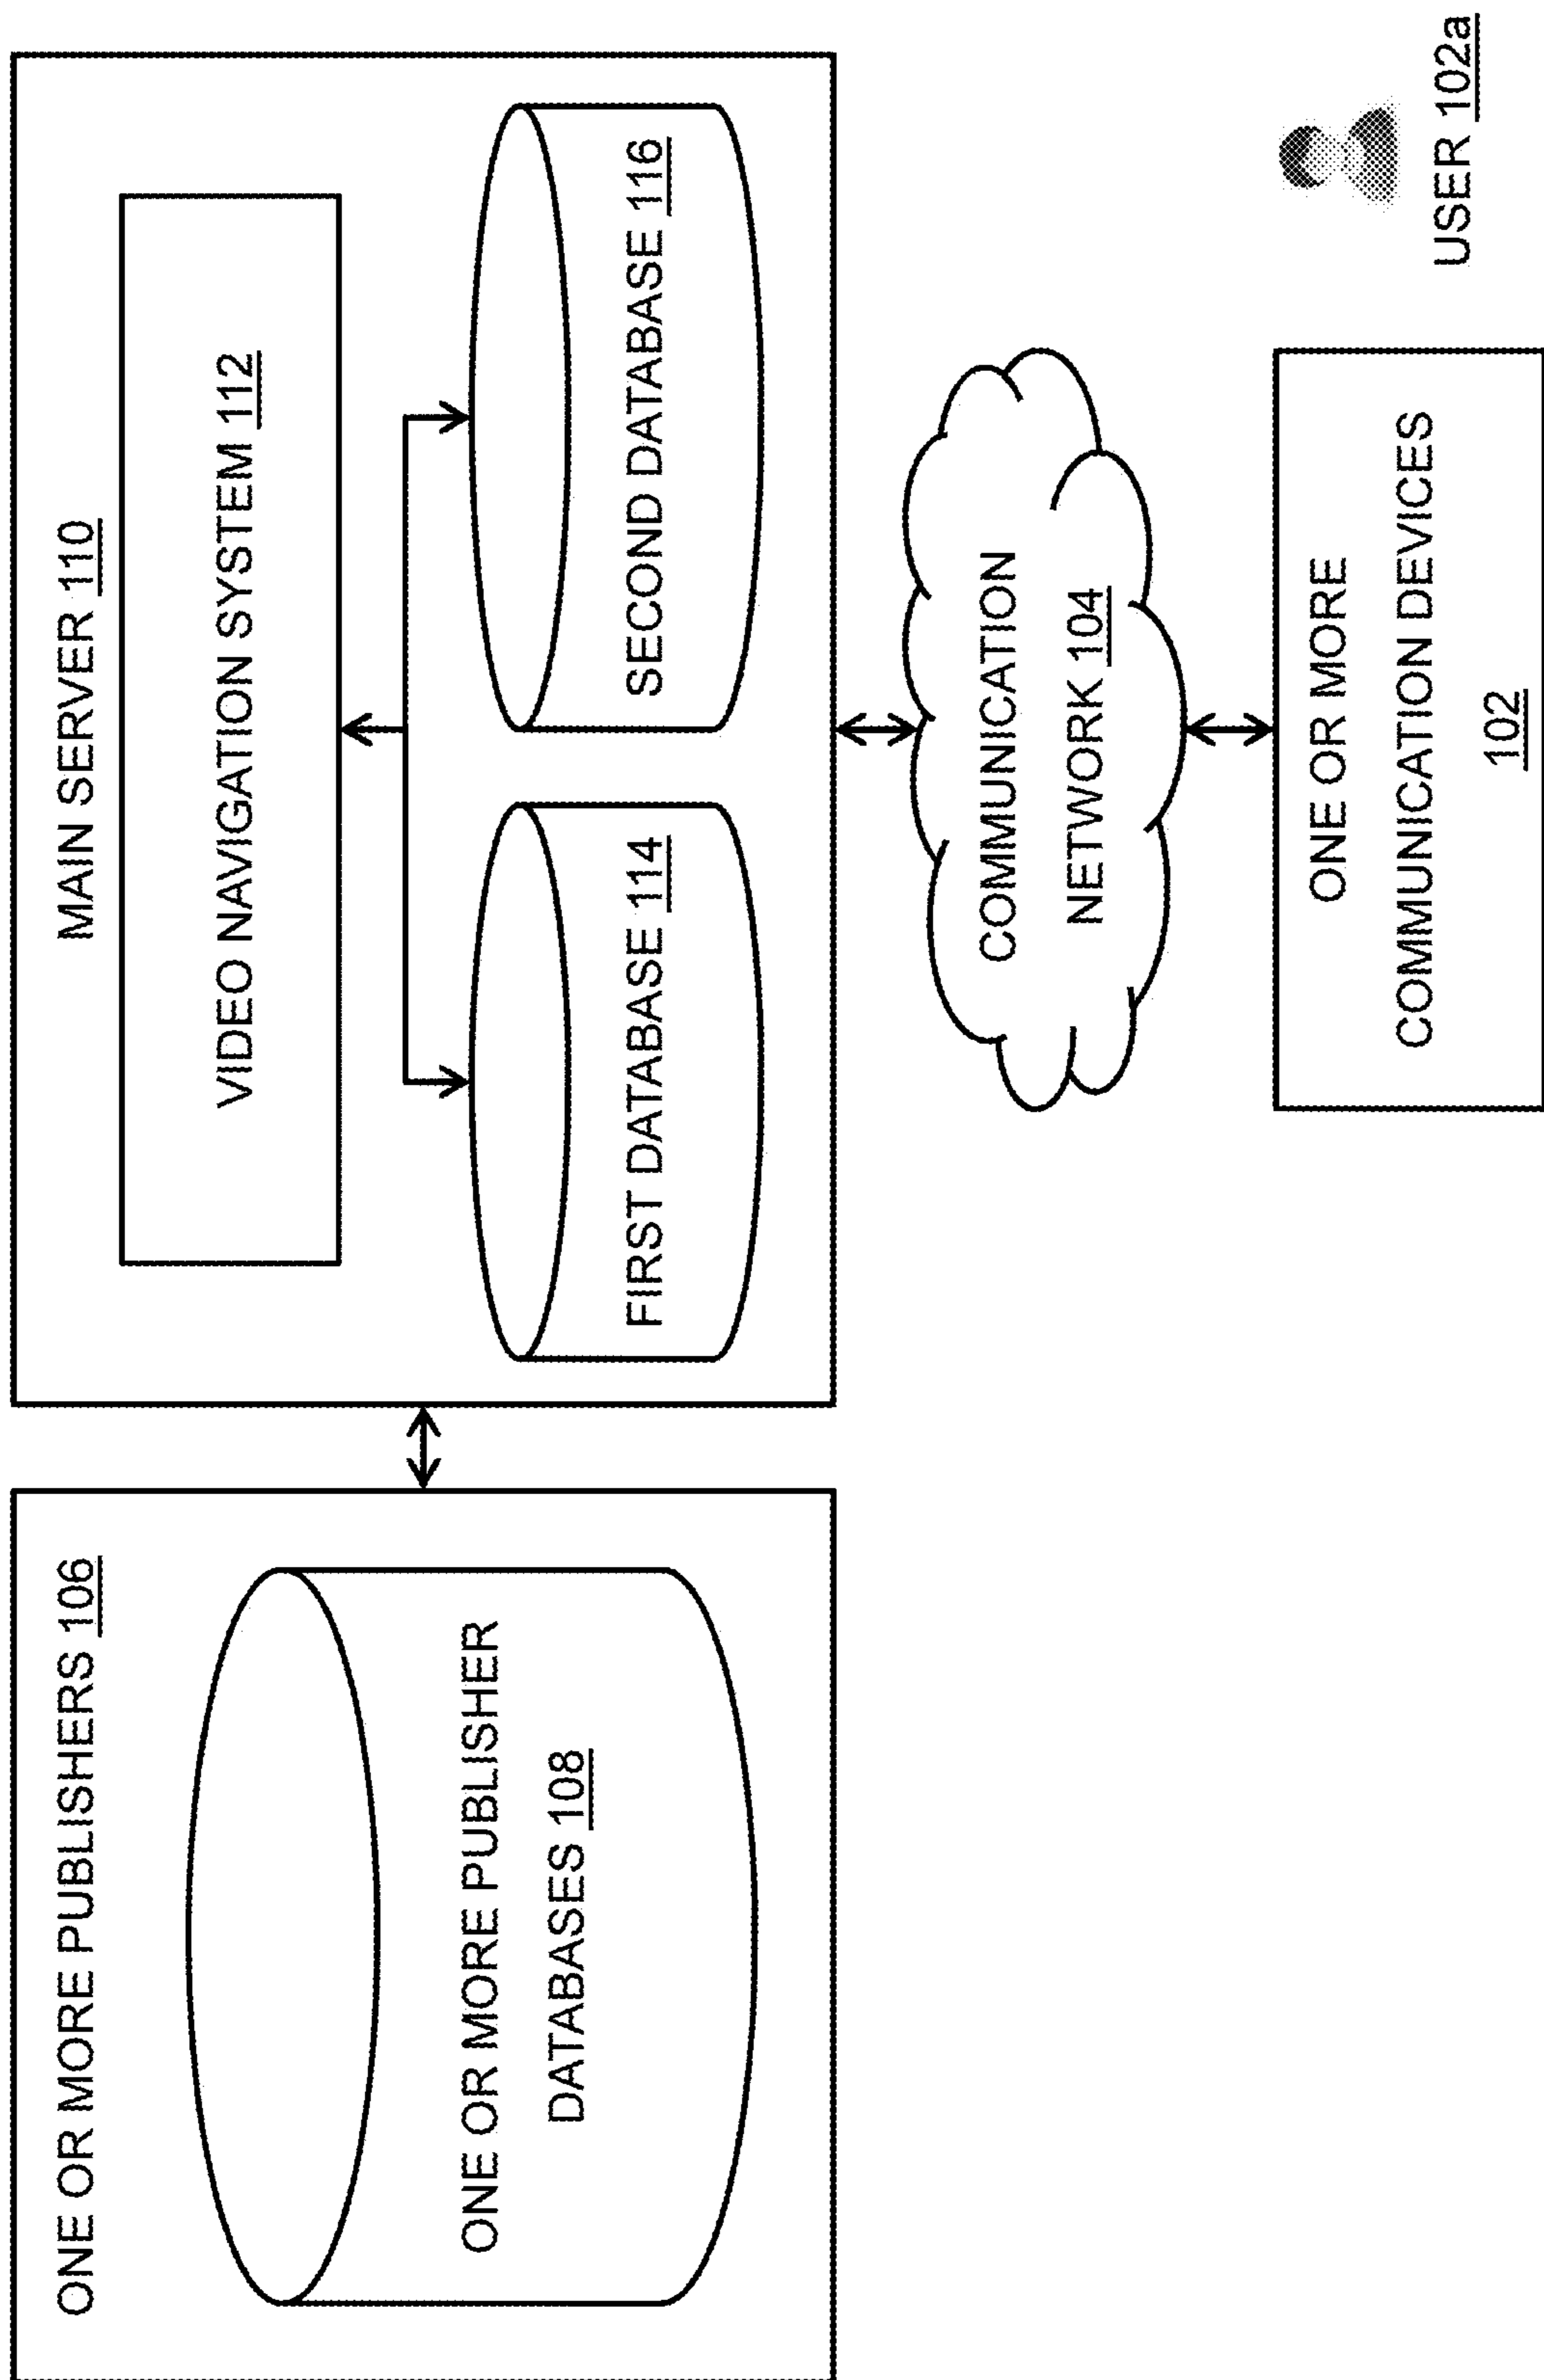 ONE OR MORE PUBLISHERS 106
ONE OR MORE PUBLISHER
DATABASES 108
MAIN SERVER 110
VIDEO NAVIGATION SYSTEM 112
FIRST DATABASE 114
SECOND DATABASE 116
COMMUNICATION
NETWORK 104
ONE OR MORE
COMMUNICATION DEVICES
102
USER 102a